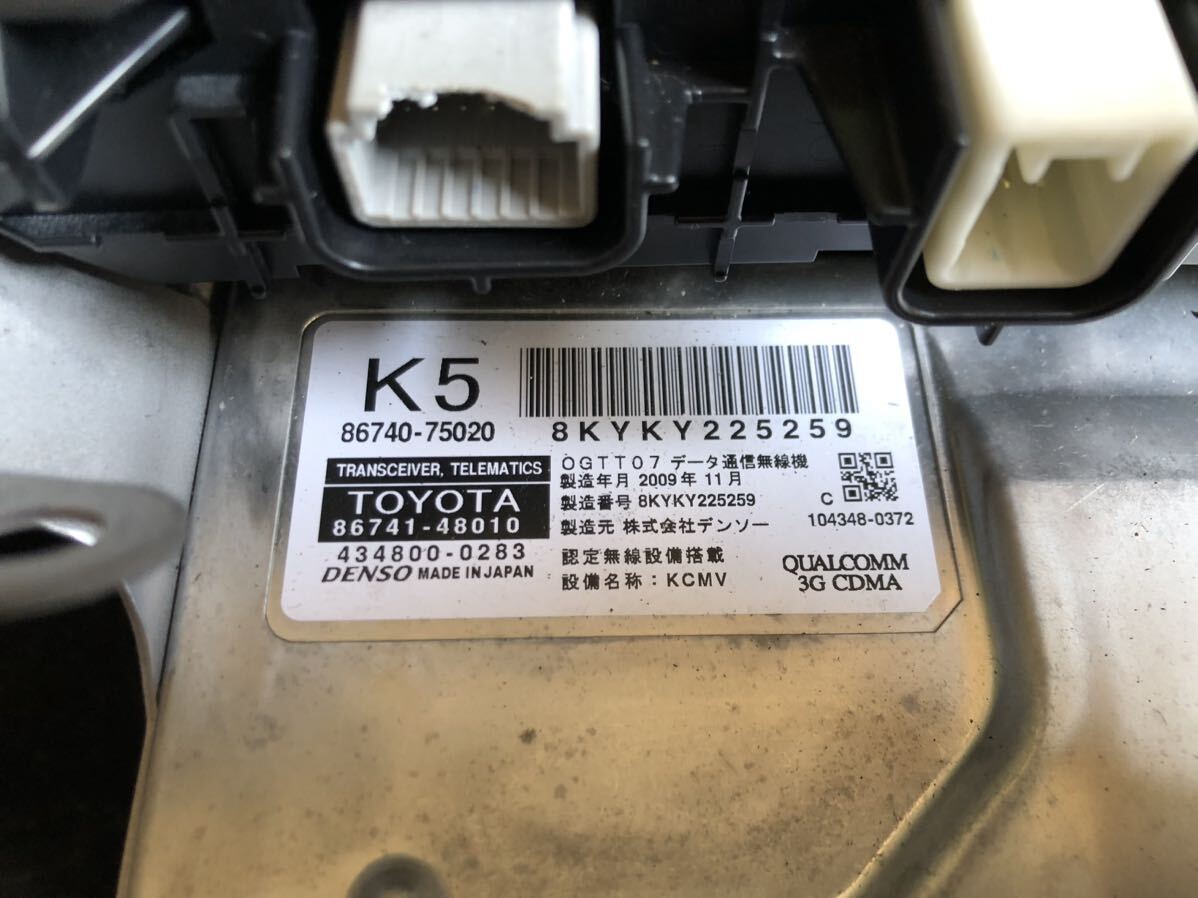 K5
86740-75020
8KYKY225259
TRANSCEIVER, TELEMATICS
TOYOTA
86741-48010
434800-0283
DENSO MADE IN JAPAN
OGTT07 データ通信無線機
製造年月 2009年 11月
製造番号 8KYKY225259
製造元 株式会社デンソー
認定無線設備搭載
設備名称：KCMV
C
104348-0372
QUALCOMM
3G CDMA